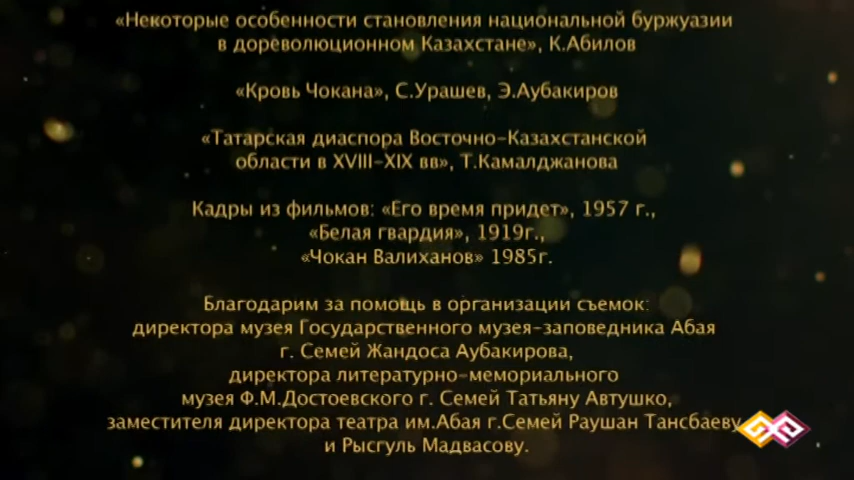 «Некоторые особенности становления национальной буржуазии
в дореволюционном Казахстане», К.Абилов
«Кровь Чокана», С.Урашев, Э.Аубакиров
«Татарская диаспора Восточно-Казахстанской
области в XVIII-XIX вв», Т.Камалджанова
Кадры из фильмов: «Его время придет», 1957 г.,
«Белая гвардия», 1919г.,
«Чокан Валиханов» 1985г.
Благодарим за помощь в организации съемок:
директора музея Государственного музея-заповедника Абая
г. Семей Жандоса Аубакирова,
директора литературно-мемориального
музея Ф.М.Достоевского г. Семей Татьяну Автушко,
заместителя директора театра им.Абая г.Семей Раушан Тансбаеву
и Рысгуль Мадвасову.